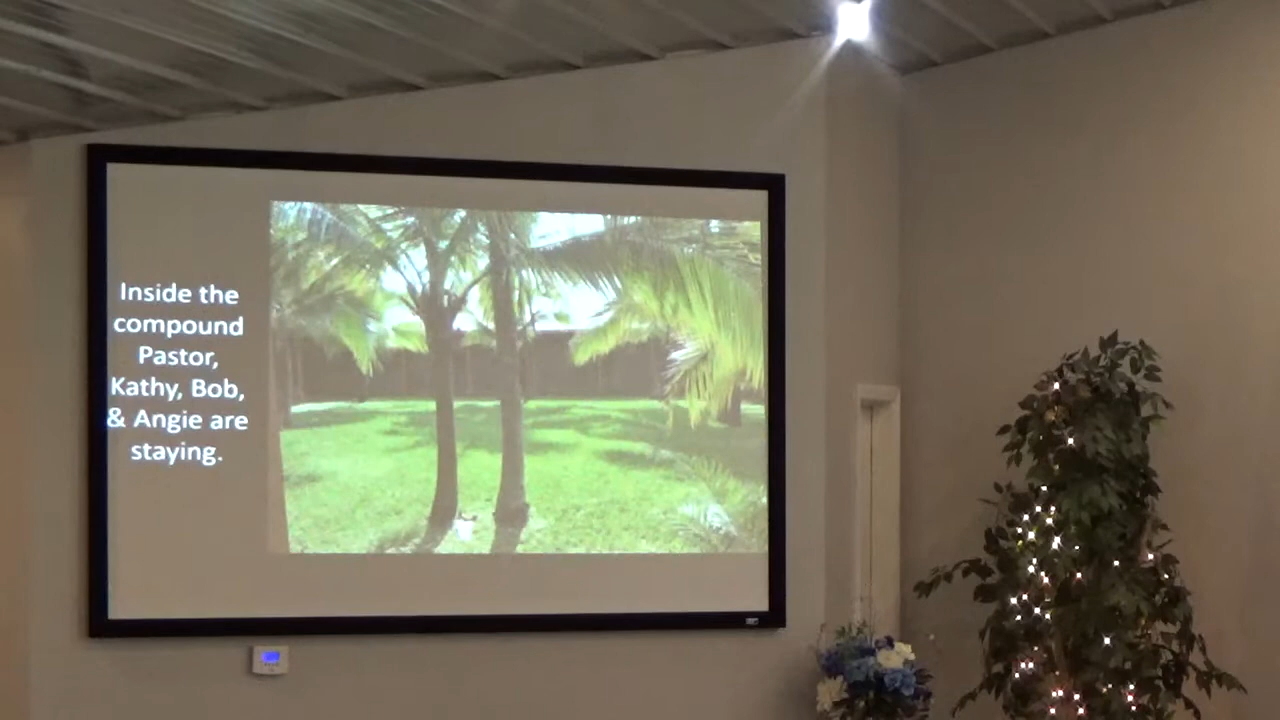 Inside the
compound
Pastor,
Kathy, Bob,
& Angie are
staying.